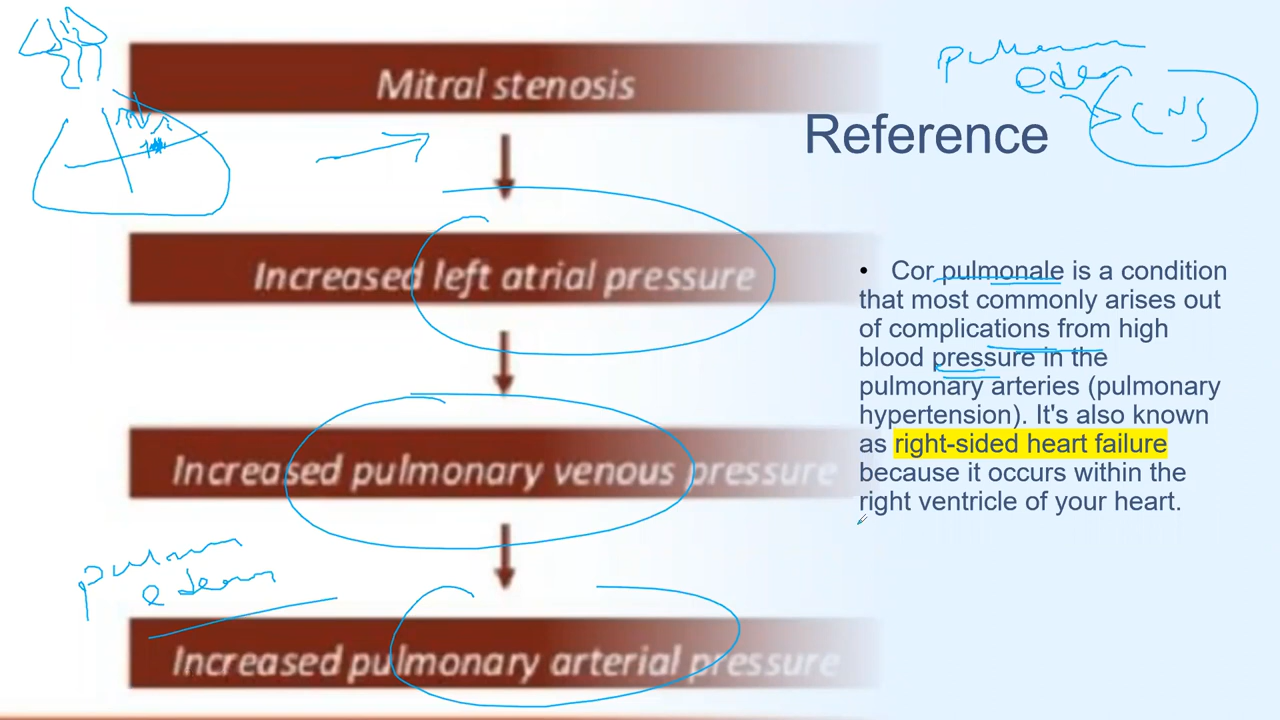 Mitral stenosis
Increased left atrial pressure
Increased pulmonary venous pressure
Increased pulmonary arterial pressure
Reference
• Cor pulmonale is a condition
that most commonly arises out
of complications from high
blood pressure in the
pulmonary arteries (pulmonary
hypertension). It's also known
as right-sided heart failure
because it occurs within the
right ventricle of your heart.
CNS